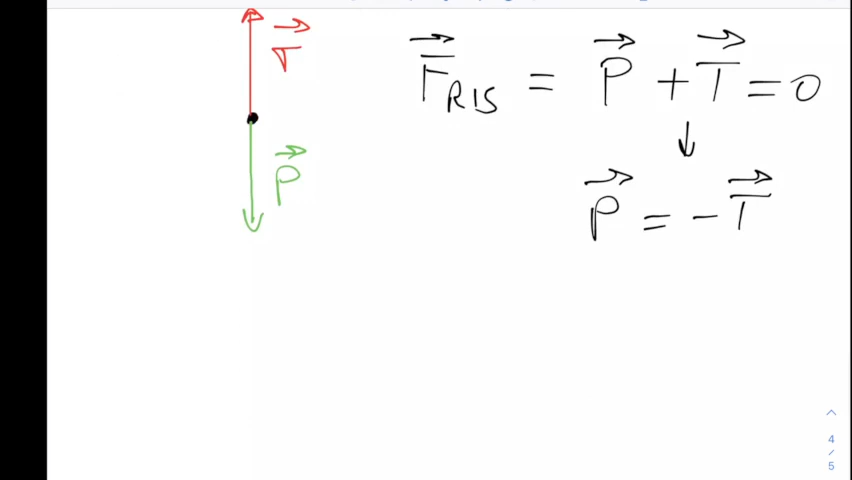 T⃗
P⃗
F⃗RIS = P⃗ + T⃗ = 0
↓
P⃗ = - T⃗
4
/
5